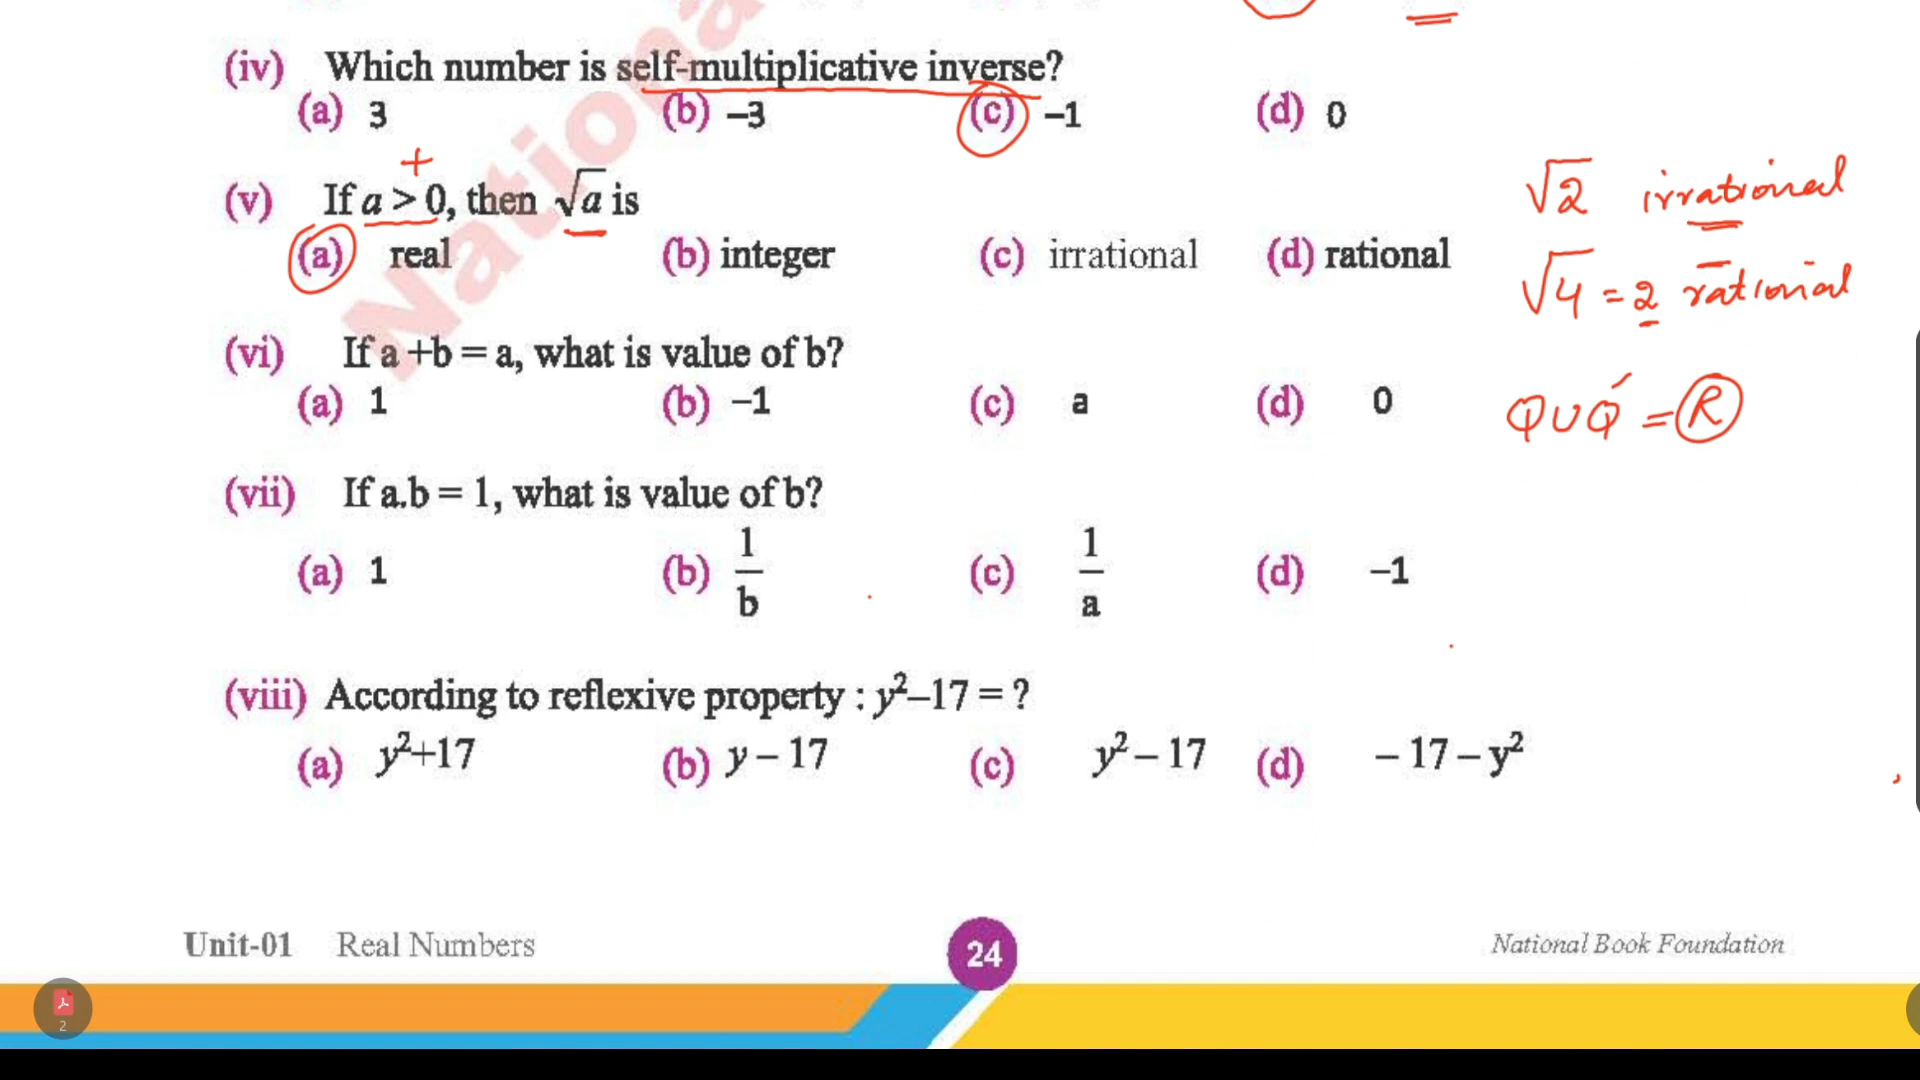 (iv) Which number is self-multiplicative inverse?
(a) 3 (b) –3 (c) –1 (d) 0
+
(v) If a > 0, then √a is
(a) real (b) integer (c) irrational (d) rational
√2 irrational
√4 = 2 rational
(vi) If a +b = a, what is value of b?
(a) 1 (b) –1 (c) a (d) 0
Q∪Q′ = R
(vii) If a.b = 1, what is value of b?
(a) 1 (b) 1/b (c) 1/a (d) –1
(viii) According to reflexive property : y²–17 = ?
(a) y²+17 (b) y – 17 (c) y² – 17 (d) – 17 – y²
Unit-01 Real Numbers 24 National Book Foundation
2
National